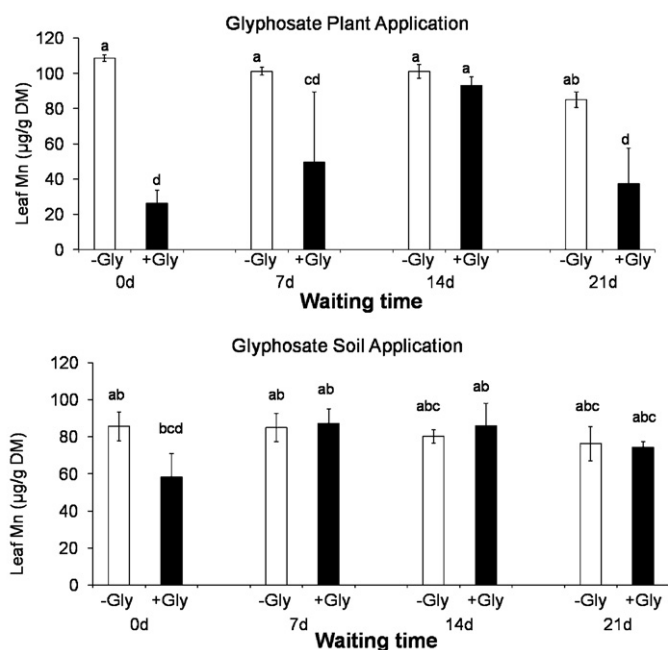 Glyphosate Plant Application
Leaf Mn (µg/g DM)
120
100
80
60
40
20
0
a
d
a
cd
a
a
ab
d
-Gly +Gly -Gly +Gly -Gly +Gly -Gly +Gly
0d 7d 14d 21d
Waiting time
Glyphosate Soil Application
Leaf Mn (µg/g DM)
120
100
80
60
40
20
0
ab
bcd
ab
ab
abc
ab
abc
abc
-Gly +Gly -Gly +Gly -Gly +Gly -Gly +Gly
0d 7d 14d 21d
Waiting time